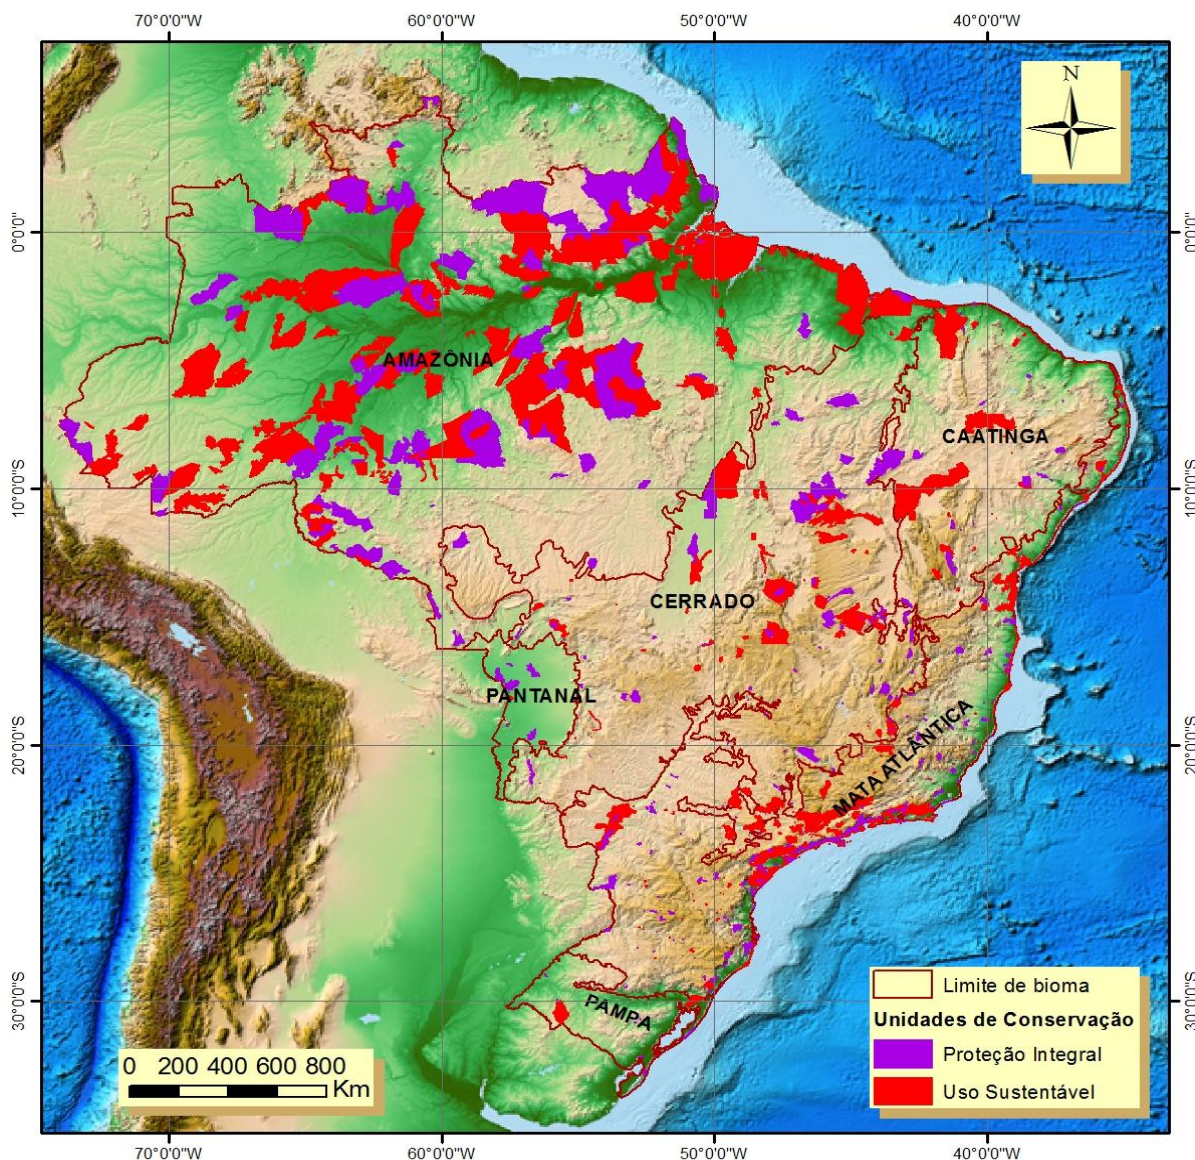 70°0'0"W 60°0'0"W 50°0'0"W 40°0'0"W
N
0°0'0" 0°0'0"
AMAZÔNIA
CAATINGA
10°0'0"S 10°0'0"S
CERRADO
PANTANAL
MATA ATLÂNTICA
20°0'0"S 20°0'0"S
PAMPA
30°0'0"S 30°0'0"S
Limite de bioma
Unidades de Conservação
Proteção Integral
Uso Sustentável
0 200 400 600 800
Km
70°0'0"W 60°0'0"W 50°0'0"W 40°0'0"W